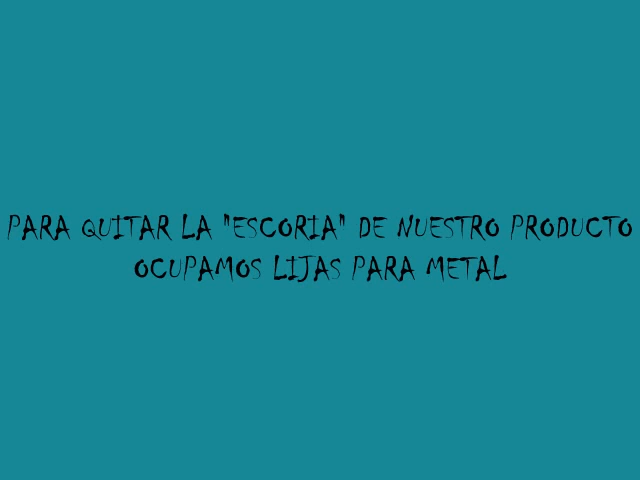 PARA QUITAR LA "ESCORIA" DE NUESTRO PRODUCTO
OCUPAMOS LIJAS PARA METAL